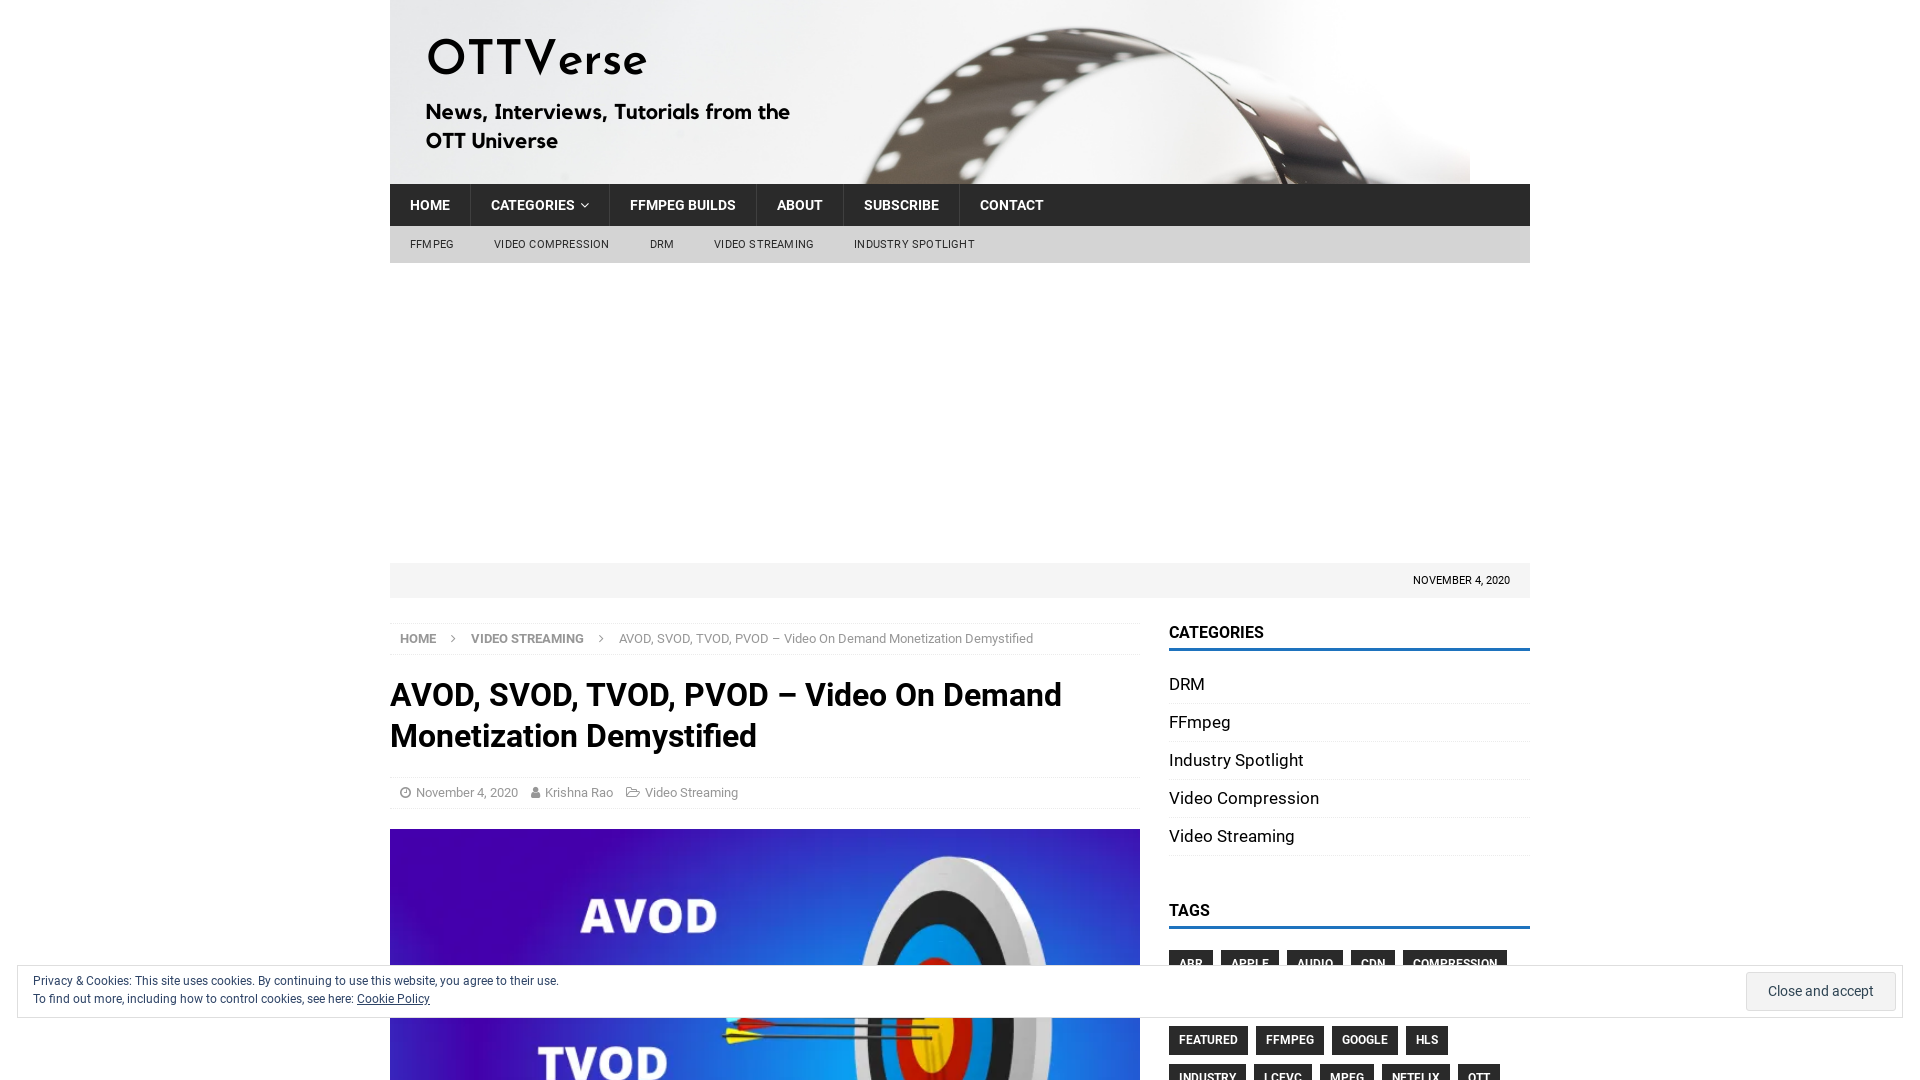 OTTVerse
News, Interviews, Tutorials from the
OTT Universe
HOME
CATEGORIES
FFMPEG BUILDS
ABOUT
SUBSCRIBE
CONTACT
FFMPEG
VIDEO COMPRESSION
DRM
VIDEO STREAMING
INDUSTRY SPOTLIGHT
NOVEMBER 4, 2020
HOME
VIDEO STREAMING
AVOD, SVOD, TVOD, PVOD – Video On Demand Monetization Demystified
AVOD, SVOD, TVOD, PVOD – Video On Demand
Monetization Demystified
November 4, 2020
Krishna Rao
Video Streaming
AVOD
TVOD
CATEGORIES
DRM
FFmpeg
Industry Spotlight
Video Compression
Video Streaming
TAGS
ABR
APPLE
AUDIO
CDN
COMPRESSION
Privacy & Cookies: This site uses cookies. By continuing to use this website, you agree to their use.
To find out more, including how to control cookies, see here: Cookie Policy
Close and accept
FEATURED
FFMPEG
GOOGLE
HLS
INDUSTRY
LCEVC
MPEG
NETFLIX
OTT